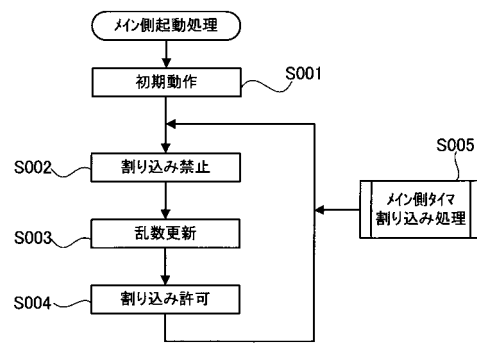 メイン側起動処理
S001
初期動作
S005
S002
割り込み禁止
メイン側タイマ
割り込み処理
S003
乱数更新
S004
割り込み許可